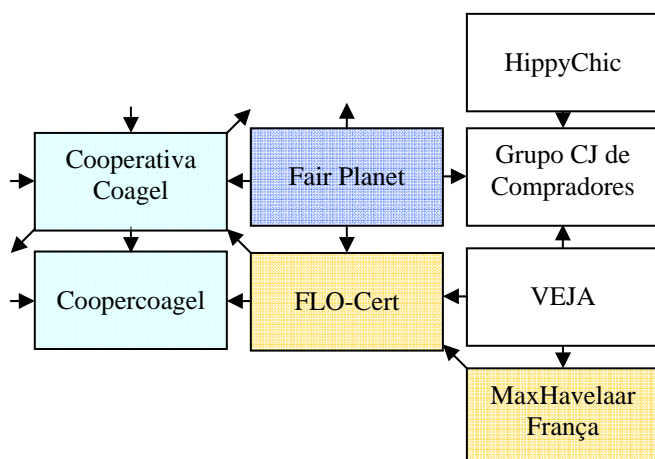 HippyChic
Cooperativa
Coagel
Fair Planet
Grupo CJ de
Compradores
Coopercoagel
FLO-Cert
VEJA
MaxHavelaar
França